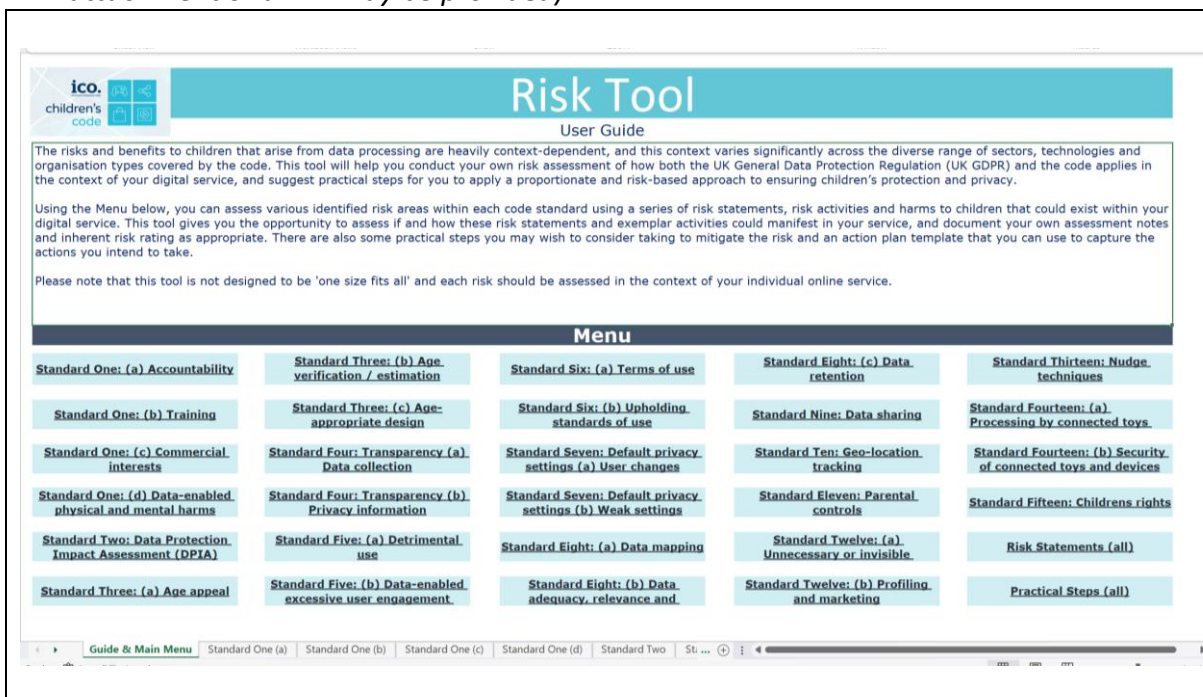 ico.
children's
code
Risk Tool
User Guide
The risks and benefits to children that arise from data processing are heavily context-dependent, and this context varies significantly across the diverse range of sectors, technologies and
organisation types covered by the code. This tool will help you conduct your own risk assessment of how both the UK General Data Protection Regulation (UK GDPR) and the code applies in
the context of your digital service, and suggest practical steps for you to apply a proportionate and risk-based approach to ensuring children's protection and privacy.
Using the Menu below, you can assess various identified risk areas within each code standard using a series of risk statements, risk activities and harms to children that could exist within your
digital service. This tool gives you the opportunity to assess if and how these risk statements and exemplar activities could manifest in your service, and document your own assessment notes
and inherent risk rating as appropriate. There are also some practical steps you may wish to consider taking to mitigate the risk and an action plan template that you can use to capture the
actions you intend to take.
Please note that this tool is not designed to be 'one size fits all' and each risk should be assessed in the context of your individual online service.
Menu
Standard One: (a) Accountability
Standard Three: (b) Age
verification / estimation
Standard Six: (a) Terms of use
Standard Eight: (c) Data
retention
Standard Thirteen: Nudge
techniques
Standard One: (b) Training
Standard Three: (c) Age-
appropriate design
Standard Six: (b) Upholding
standards of use
Standard Nine: Data sharing
Standard Fourteen: (a)
Processing by connected toys
Standard One: (c) Commercial
interests
Standard Four: Transparency (a)
Data collection
Standard Seven: Default privacy
settings (a) User changes
Standard Ten: Geo-location
tracking
Standard Fourteen: (b) Security
of connected toys and devices
Standard One: (d) Data-enabled
physical and mental harms
Standard Four: Transparency (b)
Privacy information
Standard Seven: Default privacy
settings (b) Weak settings
Standard Eleven: Parental
controls
Standard Fifteen: Childrens rights
Standard Two: Data Protection
Impact Assessment (DPIA)
Standard Five: (a) Detrimental
use
Standard Eight: (a) Data mapping
Standard Twelve: (a)
Unnecessary or invisible
Risk Statements (all)
Standard Three: (a) Age appeal
Standard Five: (b) Data-enabled
excessive user engagement
Standard Eight: (b) Data
adequacy, relevance and
Standard Twelve: (b) Profiling
and marketing
Practical Steps (all)
Guide & Main Menu
Standard One (a)
Standard One (b)
Standard One (c)
Standard One (d)
Standard Two